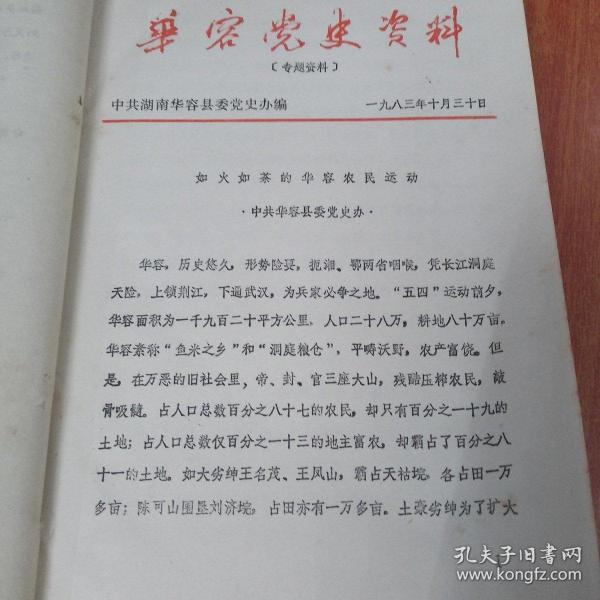 华容党史资料
〔专题资料〕
中共湖南华容县委党史办编 一九八三年十月三十日
如火如荼的华容农民运动
·中共华容县委党史办·
华容，历史悠久，形势险要，扼湘、鄂两省咽喉，凭长江洞庭
天险，上锁荆江，下通武汉，为兵家必争之地。“五四”运动前夕，
华容面积为一千九百二十平方公里，人口二十八万，耕地八十万亩。
华容素称“鱼米之乡”和“洞庭粮仓”，平畴沃野，农产富饶。但
是，在万恶的旧社会里，帝、封、官三座大山，残酷压榨农民，敲
骨吸髓。占人口总数百分之八十七的农民，却只有百分之一十九的
土地；占人口总数仅百分之一十三的地主富农，却霸占了百分之八
十一的土地。如大劣绅王名茂、王凤山，霸占天祜垸，各占田一万
多亩；陈可山围垦刘济垸，占田亦有一万多亩。土豪劣绅为了扩大
孔夫子旧书网
www.kongfz.com